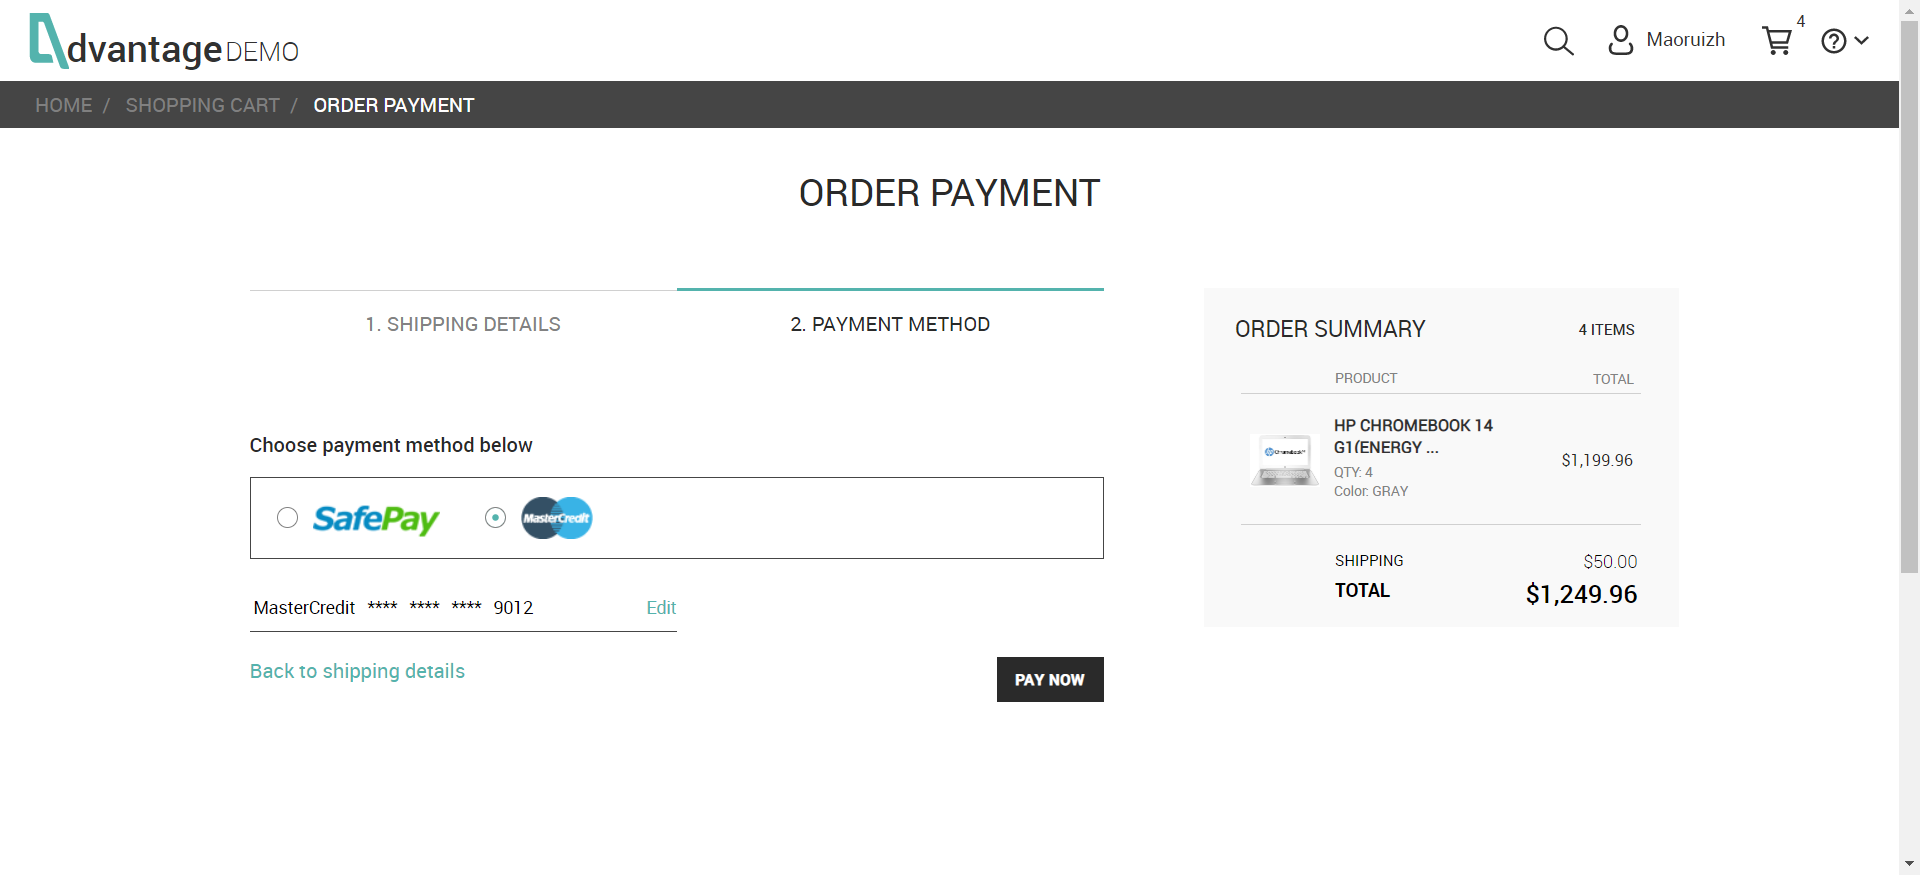 dvantage DEMO
Maoruizh
4
HOME / SHOPPING CART / ORDER PAYMENT
ORDER PAYMENT
1. SHIPPING DETAILS
2. PAYMENT METHOD
Choose payment method below
SafePay
MasterCredit
MasterCredit **** **** **** 9012
Edit
Back to shipping details
PAY NOW
ORDER SUMMARY
4 ITEMS
PRODUCT
TOTAL
HP CHROMEBOOK 14
G1(ENERGY ...
QTY: 4
Color: GRAY
$1,199.96
SHIPPING
$50.00
TOTAL
$1,249.96